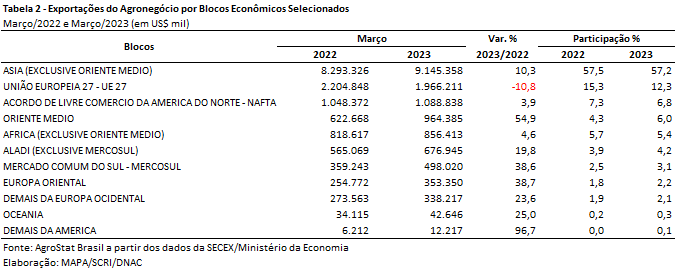 Tabela 2 - Exportações do Agronegócio por Blocos Econômicos Selecionados
Março/2022 e Março/2023 (em US$ mil)
Blocos Março Var. % Participação %
2022 2023 2023/2022 2022 2023
ASIA (EXCLUSIVE ORIENTE MEDIO) 8.293.326 9.145.358 10,3 57,5 57,2
UNIÃO EUROPEIA 27 - UE 27 2.204.848 1.966.211 -10,8 15,3 12,3
ACORDO DE LIVRE COMERCIO DA AMERICA DO NORTE - NAFTA 1.048.372 1.088.838 3,9 7,3 6,8
ORIENTE MEDIO 622.668 964.385 54,9 4,3 6,0
AFRICA (EXCLUSIVE ORIENTE MEDIO) 818.617 856.413 4,6 5,7 5,4
ALADI (EXCLUSIVE MERCOSUL) 565.069 676.945 19,8 3,9 4,2
MERCADO COMUM DO SUL - MERCOSUL 359.243 498.020 38,6 2,5 3,1
EUROPA ORIENTAL 254.772 353.350 38,7 1,8 2,2
DEMAIS DA EUROPA OCIDENTAL 273.563 338.217 23,6 1,9 2,1
OCEANIA 34.115 42.646 25,0 0,2 0,3
DEMAIS DA AMERICA 6.212 12.217 96,7 0,0 0,1
Fonte: AgroStat Brasil a partir dos dados da SECEX/Ministério da Economia
Elaboração: MAPA/SCRI/DNAC